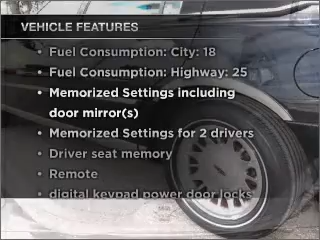 VEHICLE FEATURES
• Fuel Consumption: City: 18
• Fuel Consumption: Highway: 25
• Memorized Settings including
door mirror(s)
• Memorized Settings for 2 drivers
• Driver seat memory
• Remote
• digital keypad power door locks